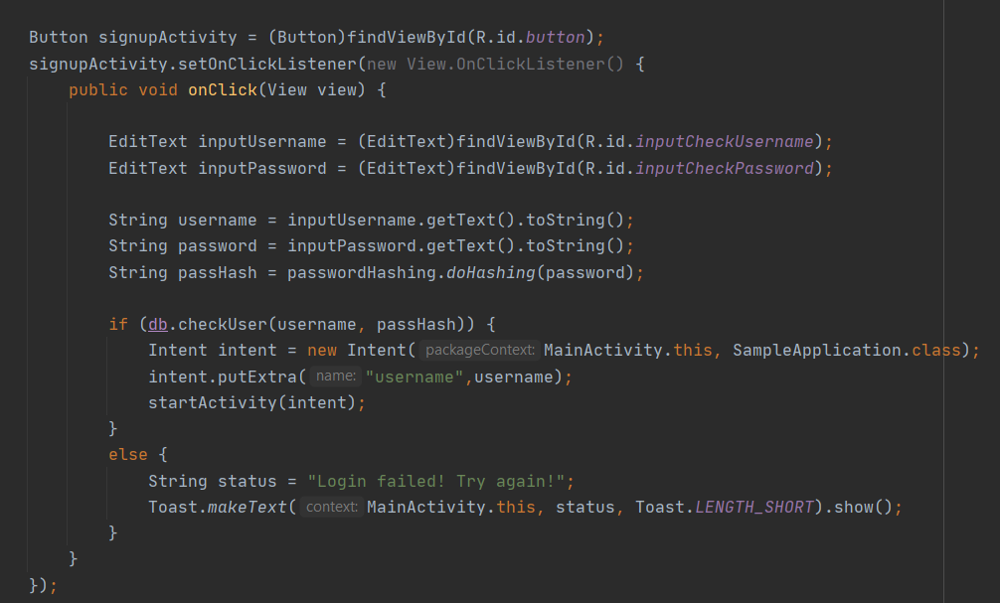 Button signupActivity = (Button)findViewById(R.id.button);
signupActivity.setOnClickListener(new View.OnClickListener() {
public void onClick(View view) {
EditText inputUsername = (EditText)findViewById(R.id.inputCheckUsername);
EditText inputPassword = (EditText)findViewById(R.id.inputCheckPassword);
String username = inputUsername.getText().toString();
String password = inputPassword.getText().toString();
String passHash = passwordHashing.doHashing(password);
if (db.checkUser(username, passHash)) {
Intent intent = new Intent( packageContext: MainActivity.this, SampleApplication.class);
intent.putExtra( name: "username",username);
startActivity(intent);
}
else {
String status = "Login failed! Try again!";
Toast.makeText( context: MainActivity.this, status, Toast.LENGTH_SHORT).show();
}
}
});